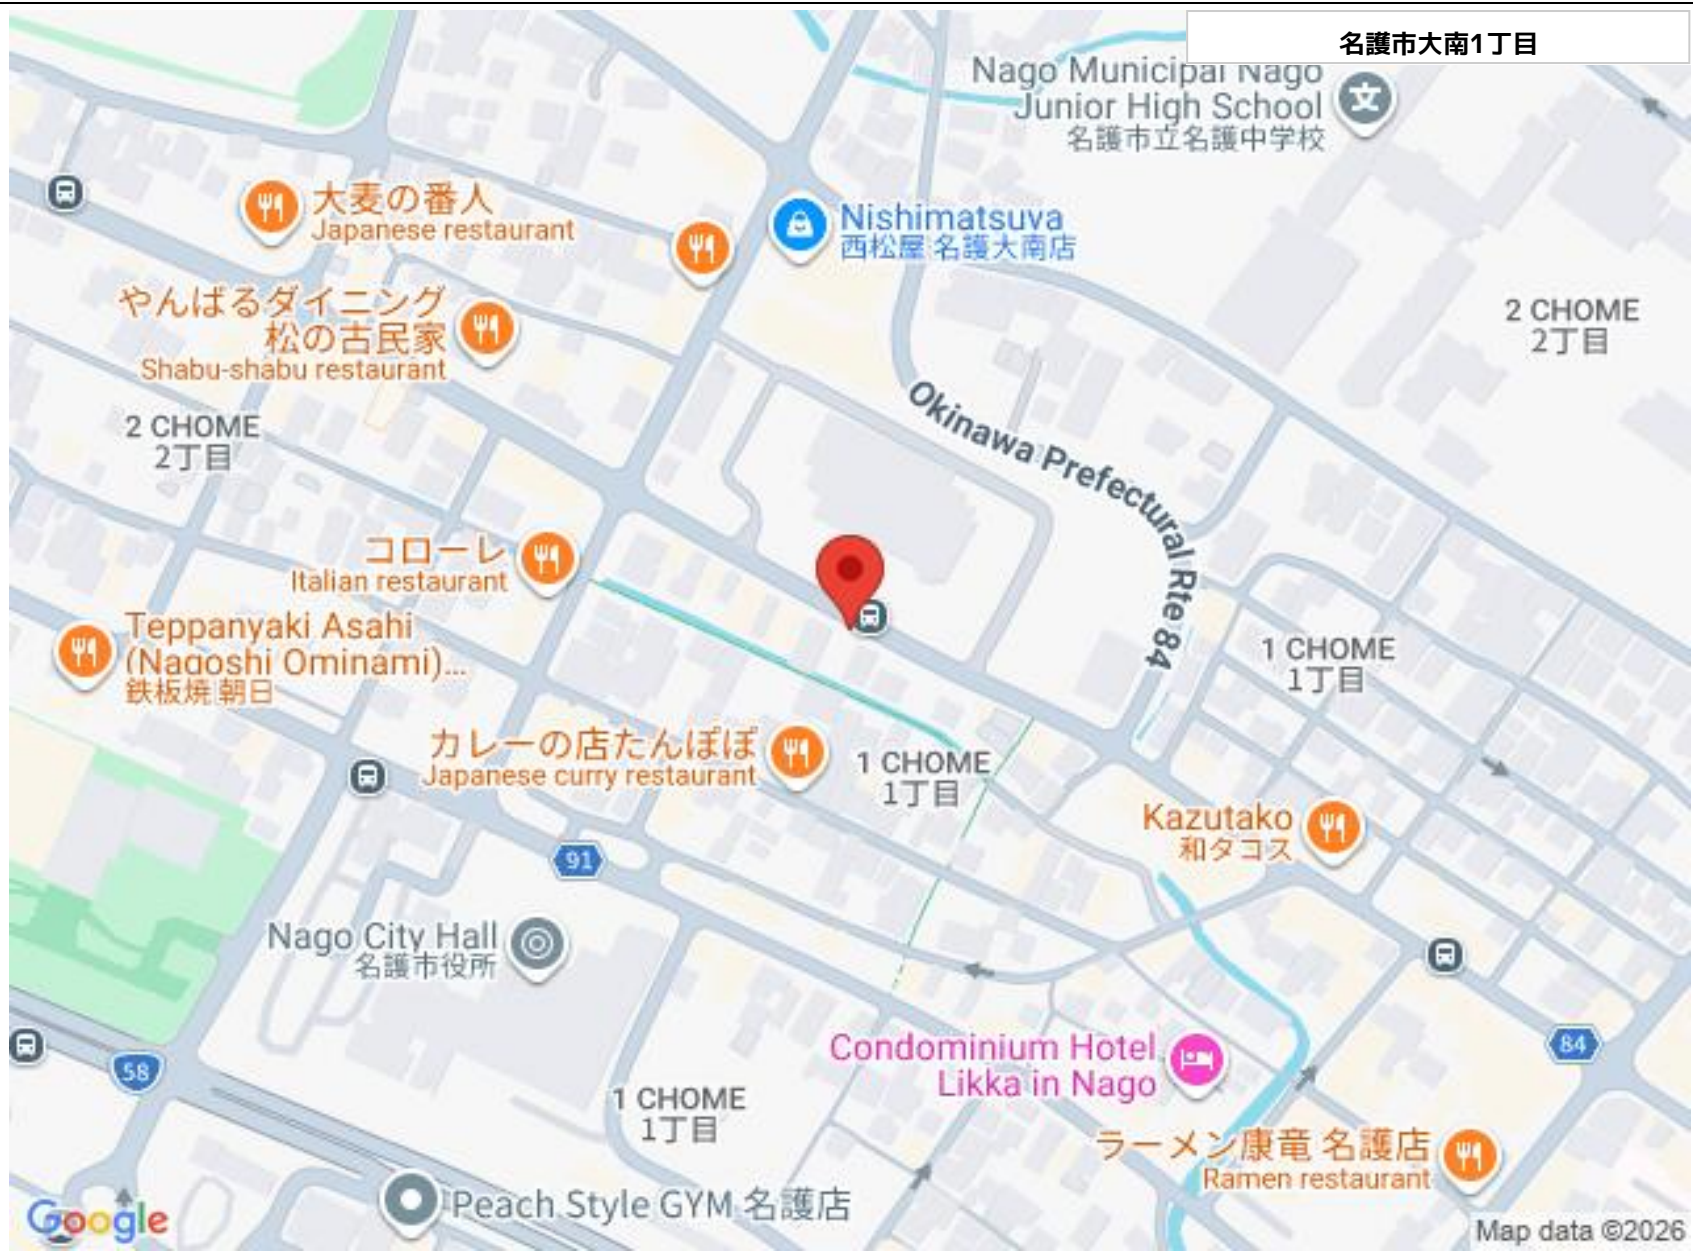 名護市大南1丁目
Nago Municipal Nago
Junior High School
名護市立名護中学校
大麦の番人
Japanese restaurant
Nishimatsuya
西松屋 名護大南店
やんばるダイニング
松の古民家
Shabu-shabu restaurant
2 CHOME
2丁目
2 CHOME
2丁目
Okinawa Prefectural Rte 84
コローレ
Italian restaurant
Teppanyaki Asahi
(Nagoshi Ominami)...
鉄板焼 朝日
1 CHOME
1丁目
カレーの店たんぽぽ
Japanese curry restaurant
1 CHOME
1丁目
Kazutako
和タコス
91
Nago City Hall
名護市役所
58
84
Condominium Hotel
Likka in Nago
1 CHOME
1丁目
ラーメン康竜 名護店
Ramen restaurant
Peach Style GYM 名護店
Google
Map data ©2026